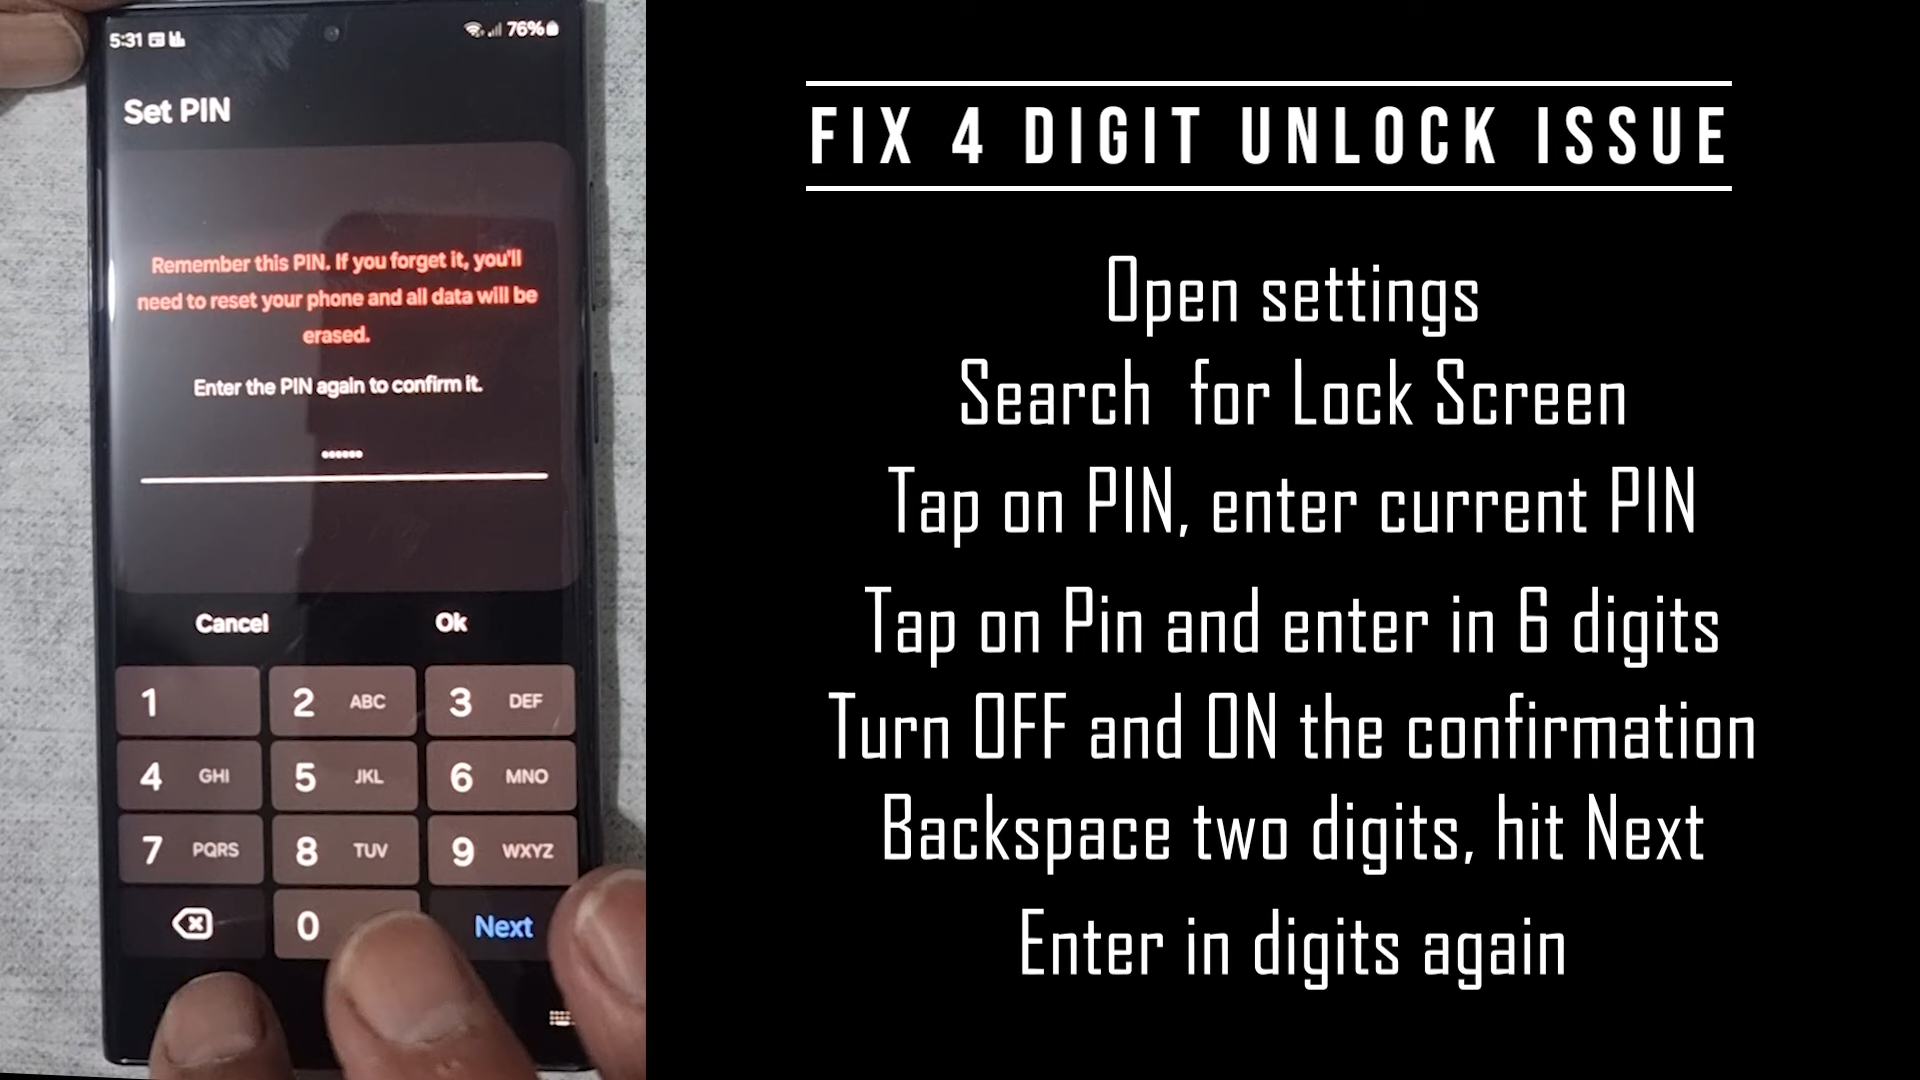 5:31
76%
Set PIN
Remember this PIN. If you forget it, you'll
need to reset your phone and all data will be
erased.
Enter the PIN again to confirm it.
Cancel Ok
1 2 ABC 3 DEF
4 GHI 5 JKL 6 MNO
7 PQRS 8 TUV 9 WXYZ
0 Next
FIX 4 DIGIT UNLOCK ISSUE
Open settings
Search for Lock Screen
Tap on PIN, enter current PIN
Tap on Pin and enter in 6 digits
Turn OFF and ON the confirmation
Backspace two digits, hit Next
Enter in digits again